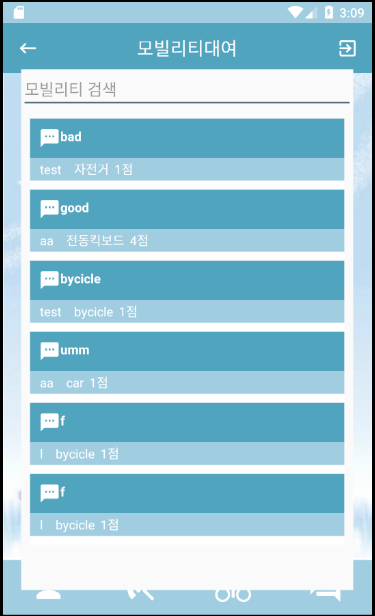 3:09
모빌리티대여
모빌리티 검색
bad
test 자전거 1점
good
aa 전동킥보드 4점
bycicle
test bycicle 1점
umm
aa car 1점
f
l bycicle 1점
f
l bycicle 1점